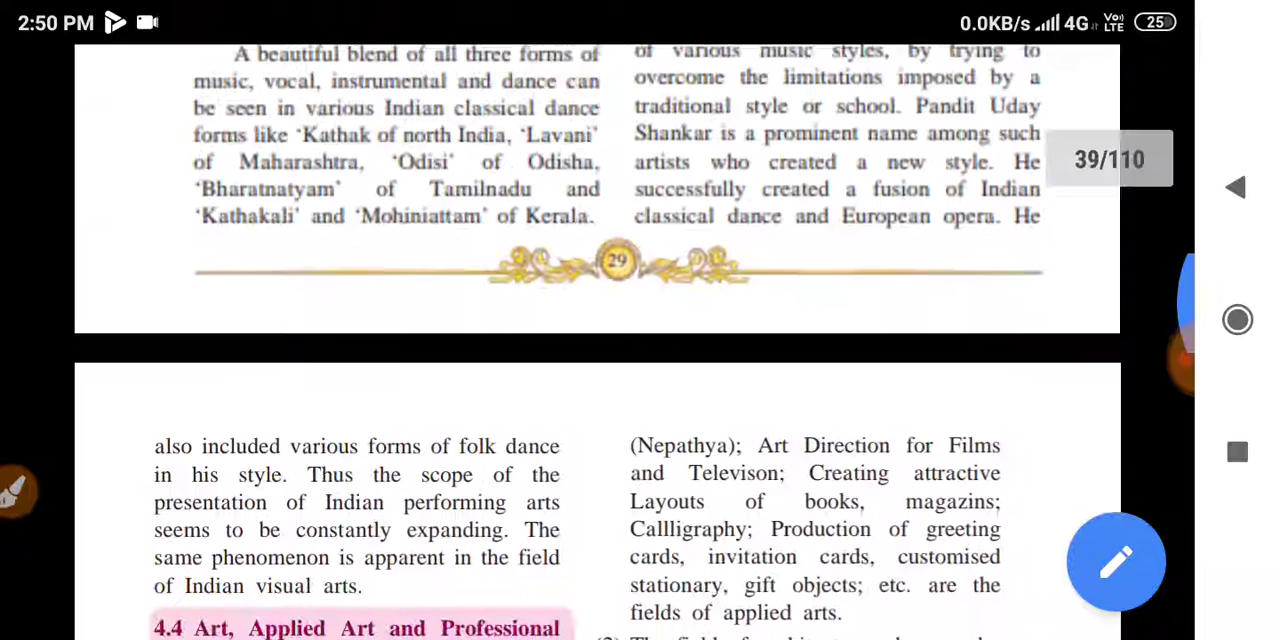 2:50 PM
0.0KB/s 4G Vo) LTE 25
A beautiful blend of all three forms of
music, vocal, instrumental and dance can
be seen in various Indian classical dance
forms like ‘Kathak of north India, ‘Lavani’
of Maharashtra, ‘Odisi’ of Odisha,
‘Bharatnatyam’ of Tamilnadu and
‘Kathakali’ and ‘Mohiniattam’ of Kerala.
of various music styles, by trying to
overcome the limitations imposed by a
traditional style or school. Pandit Uday
Shankar is a prominent name among such
artists who created a new style. He
successfully created a fusion of Indian
classical dance and European opera. He
39/110
29
also included various forms of folk dance
in his style. Thus the scope of the
presentation of Indian performing arts
seems to be constantly expanding. The
same phenomenon is apparent in the field
of Indian visual arts.
4.4 Art, Applied Art and Professional
(Nepathya); Art Direction for Films
and Televison; Creating attractive
Layouts of books, magazins;
Callligraphy; Production of greeting
cards, invitation cards, customised
stationary, gift objects; etc. are the
fields of applied arts.